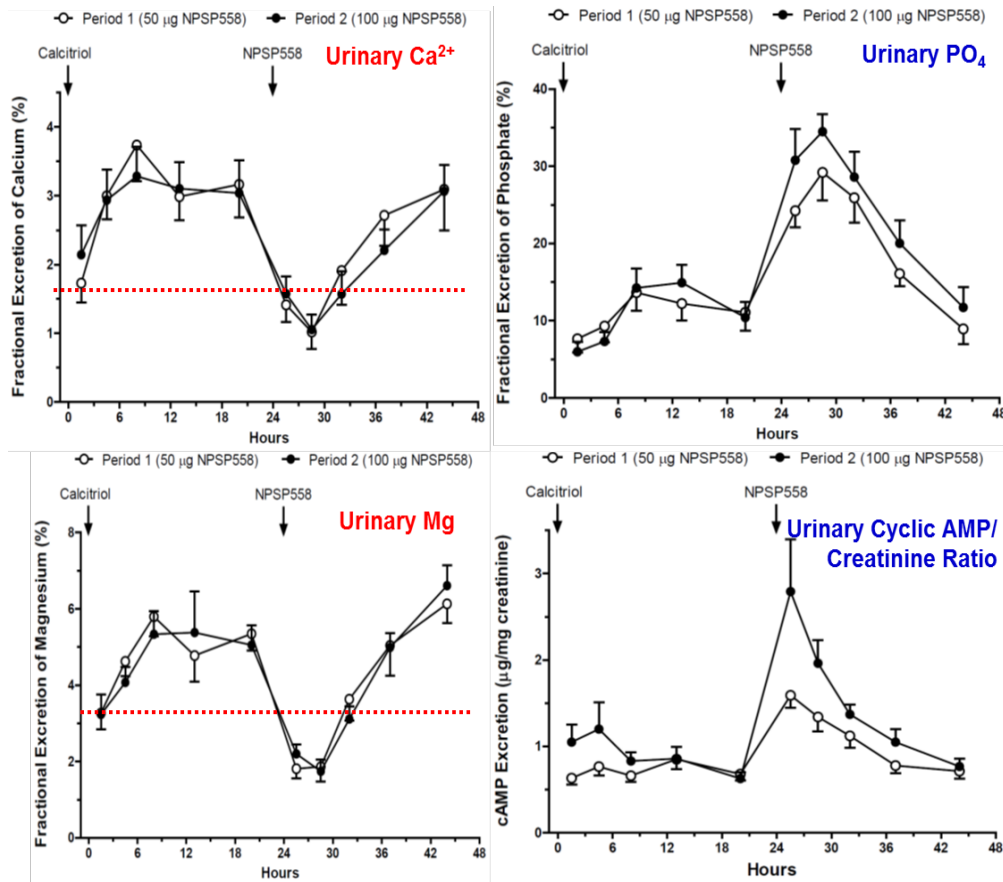 Period 1 (50 μg NPSP558) Period 2 (100 μg NPSP558)
Calcitriol NPSP558
Urinary Ca²⁺
Fractional Excretion of Calcium (%)
4
3
2
1
0
0 6 12 18 24 30 36 42 48
Hours
Period 1 (50 μg NPSP558) Period 2 (100 μg NPSP558)
Calcitriol NPSP558
Urinary PO₄
Fractional Excretion of Phosphate (%)
40
30
20
10
0
0 6 12 18 24 30 36 42 48
Hours
Period 1 (50 μg NPSP558) Period 2 (100 μg NPSP558)
Calcitriol NPSP558
Urinary Mg
Fractional Excretion of Magnesium (%)
8
6
4
2
0
0 6 12 18 24 30 36 42 48
Hours
Period 1 (50 μg NPSP558) Period 2 (100 μg NPSP558)
Calcitriol NPSP558
Urinary Cyclic AMP/
Creatinine Ratio
cAMP Excretion (μg/mg creatinine)
3
2
1
0
0 6 12 18 24 30 36 42 48
Hours